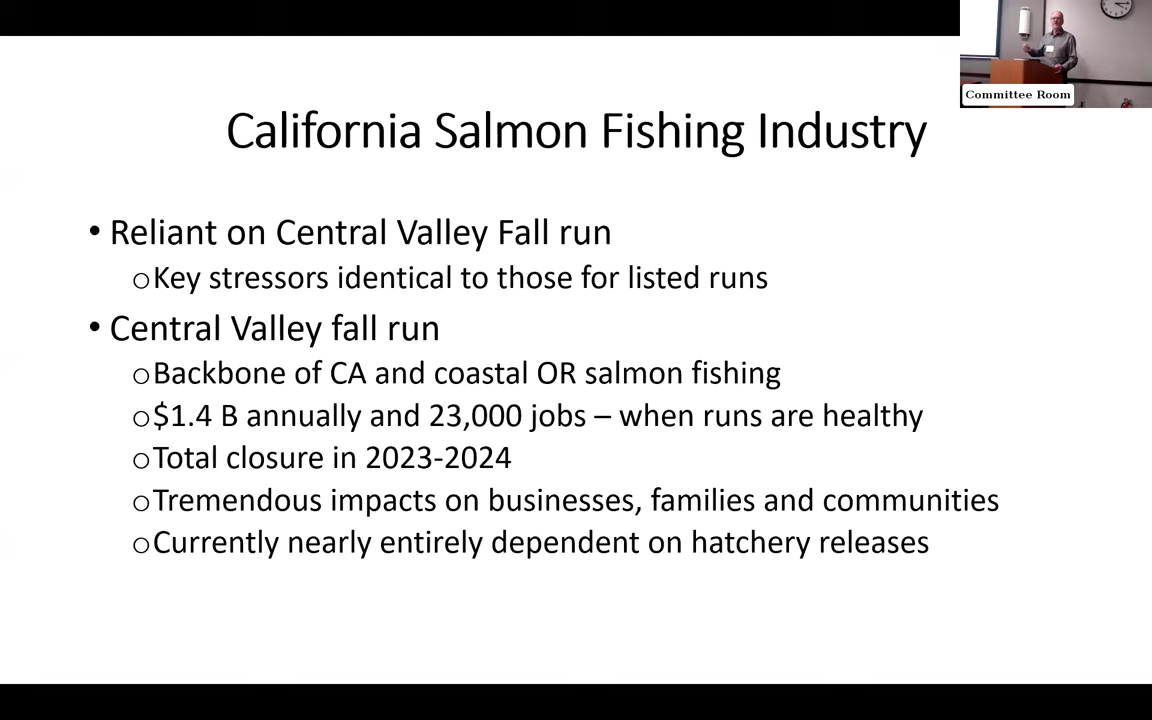 Committee Room
California Salmon Fishing Industry
• Reliant on Central Valley Fall run
○Key stressors identical to those for listed runs
• Central Valley fall run
○Backbone of CA and coastal OR salmon fishing
○$1.4 B annually and 23,000 jobs – when runs are healthy
○Total closure in 2023-2024
○Tremendous impacts on businesses, families and communities
○Currently nearly entirely dependent on hatchery releases